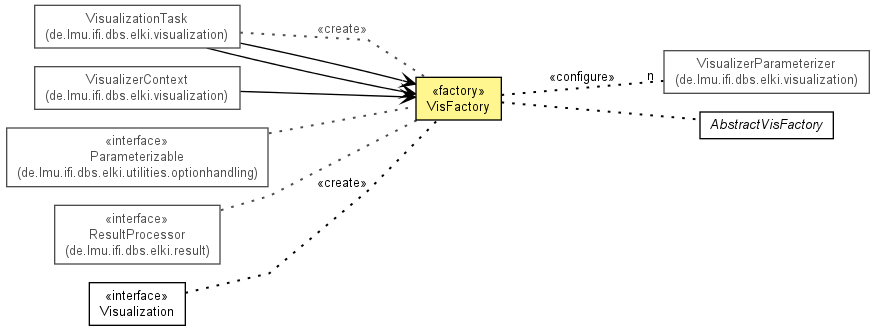 VisualizationTask
(de.lmu.ifi.dbs.elki.visualization)
«create»
VisualizerContext
(de.lmu.ifi.dbs.elki.visualization)
«interface»
Parameterizable
(de.lmu.ifi.dbs.elki.utilities.optionhandling)
«create»
«interface»
ResultProcessor
(de.lmu.ifi.dbs.elki.result)
«interface»
Visualization
«factory»
VisFactory
«configure»
n
VisualizerParameterizer
(de.lmu.ifi.dbs.elki.visualization)
AbstractVisFactory